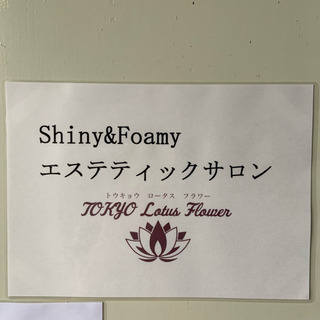 Shiny&Foamy
エステティックサロン
トウキョウ ロータス フラワー
TOKYO Lotus Flower